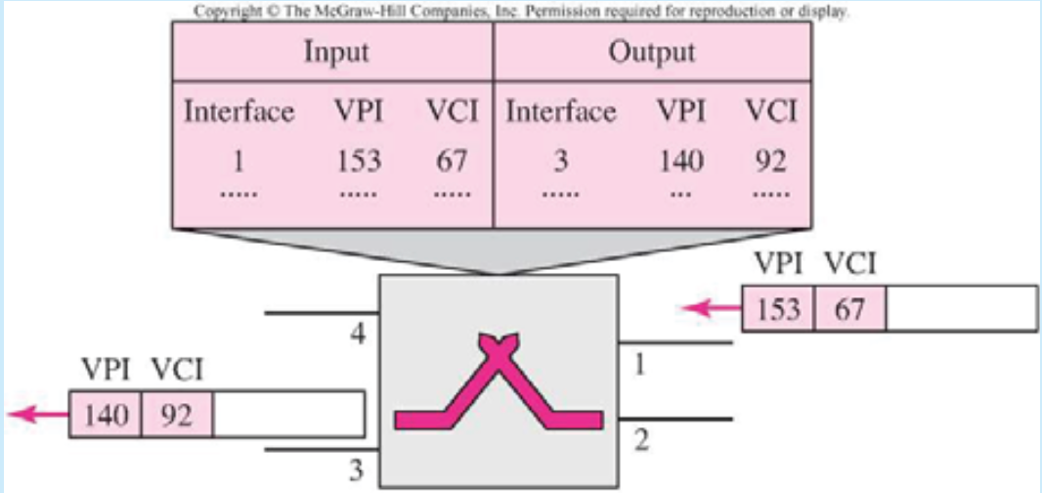 Copyright © The McGraw-Hill Companies, Inc. Permission required for reproduction or display.
Input Output
Interface VPI VCI Interface VPI VCI
1 153 67 3 140 92
..... ..... ..... ..... ... .....
VPI VCI
153 67
4
1
VPI VCI
140 92
2
3